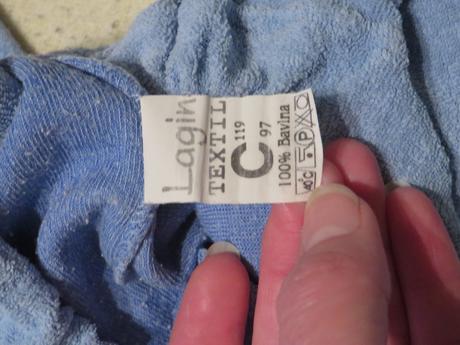 Lagin
TEXTIL
C 119 97
100% Bavlna
40°C P